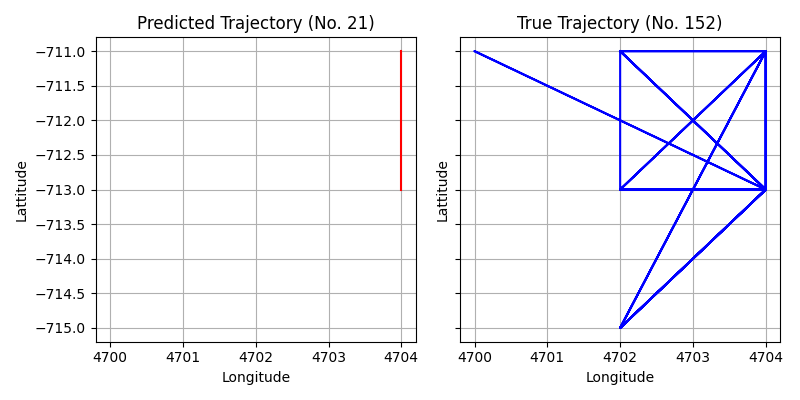 Predicted Trajectory (No. 21)
True Trajectory (No. 152)
−711.0
−711.5
−712.0
−712.5
−713.0
−713.5
−714.0
−714.5
−715.0
Lattitude
Lattitude
4700 4701 4702 4703 4704
4700 4701 4702 4703 4704
Longitude
Longitude